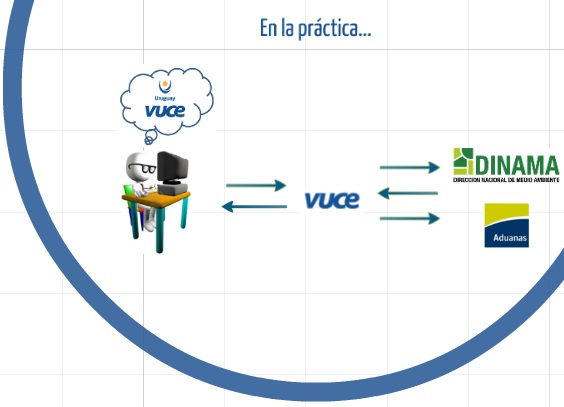 En la práctica...
Uruguay
vuce
vuce
DINAMA
DIRECCION NACIONAL DE MEDIO AMBIENTE
Aduanas